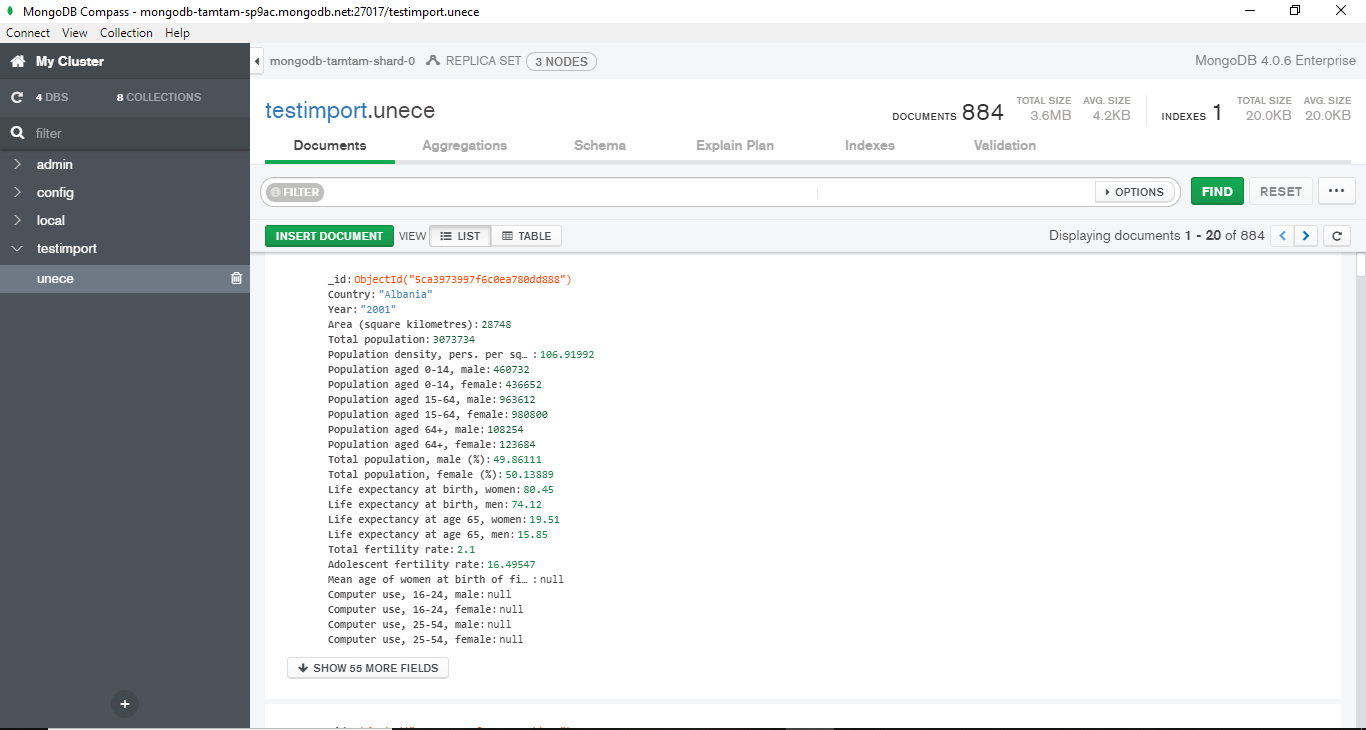 MongoDB Compass - mongodb-tamtam-sp9ac.mongodb.net:27017/testimport.unece
Connect View Collection Help
My Cluster
mongodb-tamtam-shard-0 REPLICA SET 3 NODES
MongoDB 4.0.6 Enterprise
4 DBS 8 COLLECTIONS
filter
admin
config
local
testimport
unece
testimport.unece
DOCUMENTS 884 TOTAL SIZE 3.6MB AVG. SIZE 4.2KB INDEXES 1 TOTAL SIZE 20.0KB AVG. SIZE 20.0KB
Documents Aggregations Schema Explain Plan Indexes Validation
FILTER OPTIONS FIND RESET ...
INSERT DOCUMENT VIEW LIST TABLE Displaying documents 1 - 20 of 884
_id: ObjectId("5ca3973997f6c0ea780dd888")
Country: "Albania"
Year: "2001"
Area (square kilometres): 28748
Total population: 3073734
Population density, pers. per sq… : 106.91992
Population aged 0-14, male: 460732
Population aged 0-14, female: 436652
Population aged 15-64, male: 963612
Population aged 15-64, female: 980800
Population aged 64+, male: 108254
Population aged 64+, female: 123684
Total population, male (%): 49.86111
Total population, female (%): 50.13889
Life expectancy at birth, women: 80.45
Life expectancy at birth, men: 74.12
Life expectancy at age 65, women: 19.51
Life expectancy at age 65, men: 15.85
Total fertility rate: 2.1
Adolescent fertility rate: 16.49547
Mean age of women at birth of fi… : null
Computer use, 16-24, male: null
Computer use, 16-24, female: null
Computer use, 25-54, male: null
Computer use, 25-54, female: null
SHOW 55 MORE FIELDS